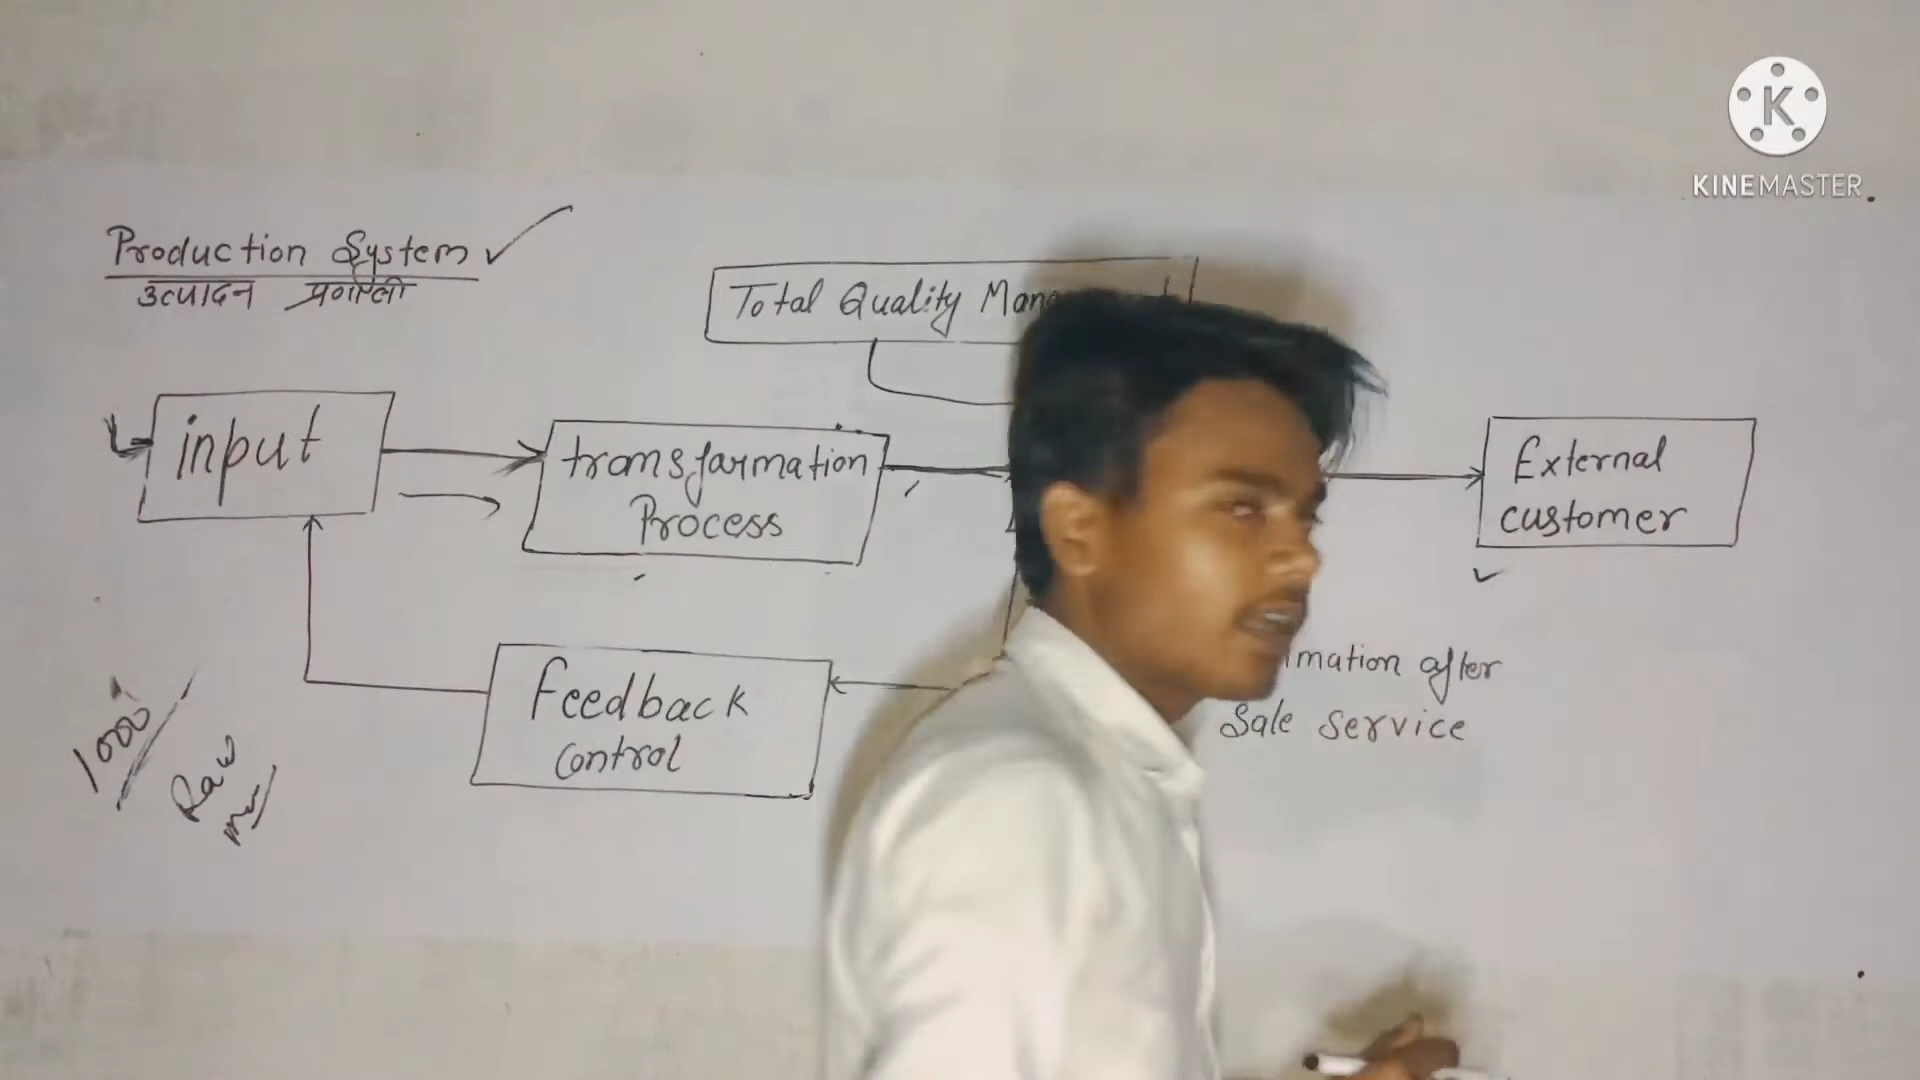 KINEMASTER
Production System
उत्पादन प्रणाली
Total Quality
input
transformation
Process
External
customer
Feedback
control
after
Sale service
1000
Raw